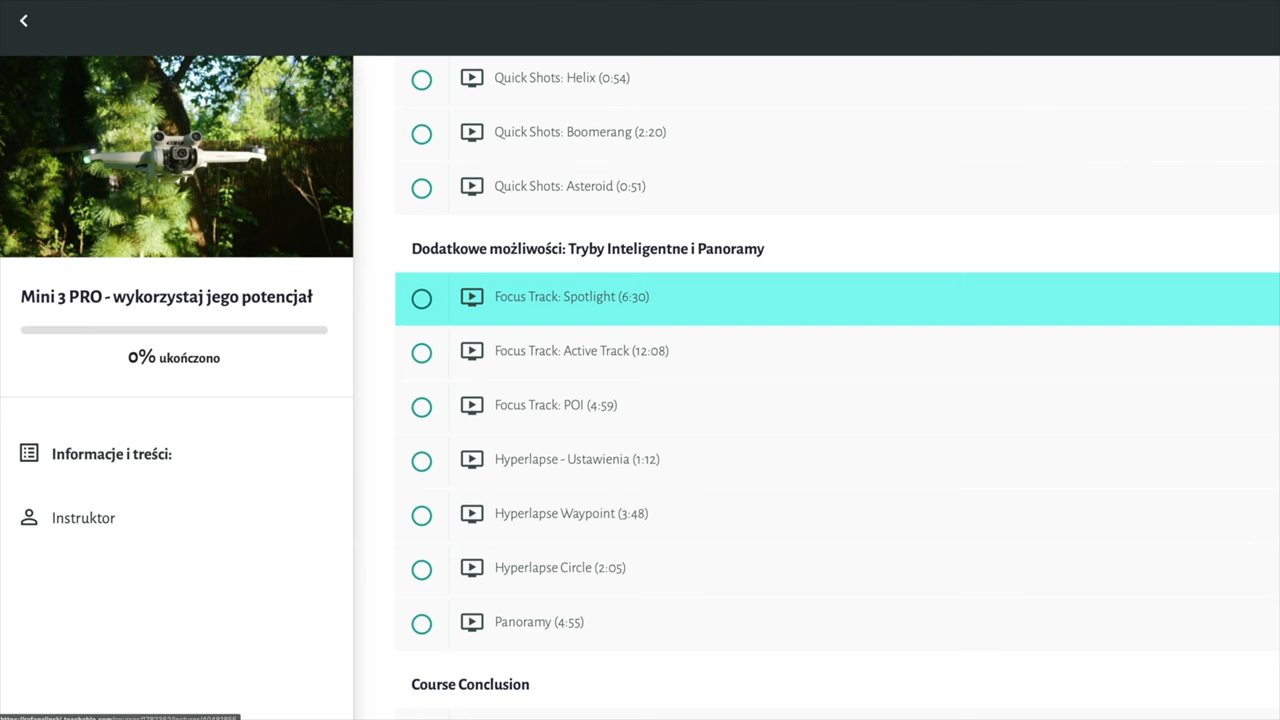 Quick Shots: Helix (0:54)
Quick Shots: Boomerang (2:20)
Quick Shots: Asteroid (0:51)
Dodatkowe możliwości: Tryby Inteligentne i Panoramy
Focus Track: Spotlight (6:30)
Focus Track: Active Track (12:08)
Focus Track: POI (4:59)
Hyperlapse - Ustawienia (1:12)
Hyperlapse Waypoint (3:48)
Hyperlapse Circle (2:05)
Panoramy (4:55)
Course Conclusion
Mini 3 PRO - wykorzystaj jego potencjał
0% ukończono
Informacje i treści:
Instruktor